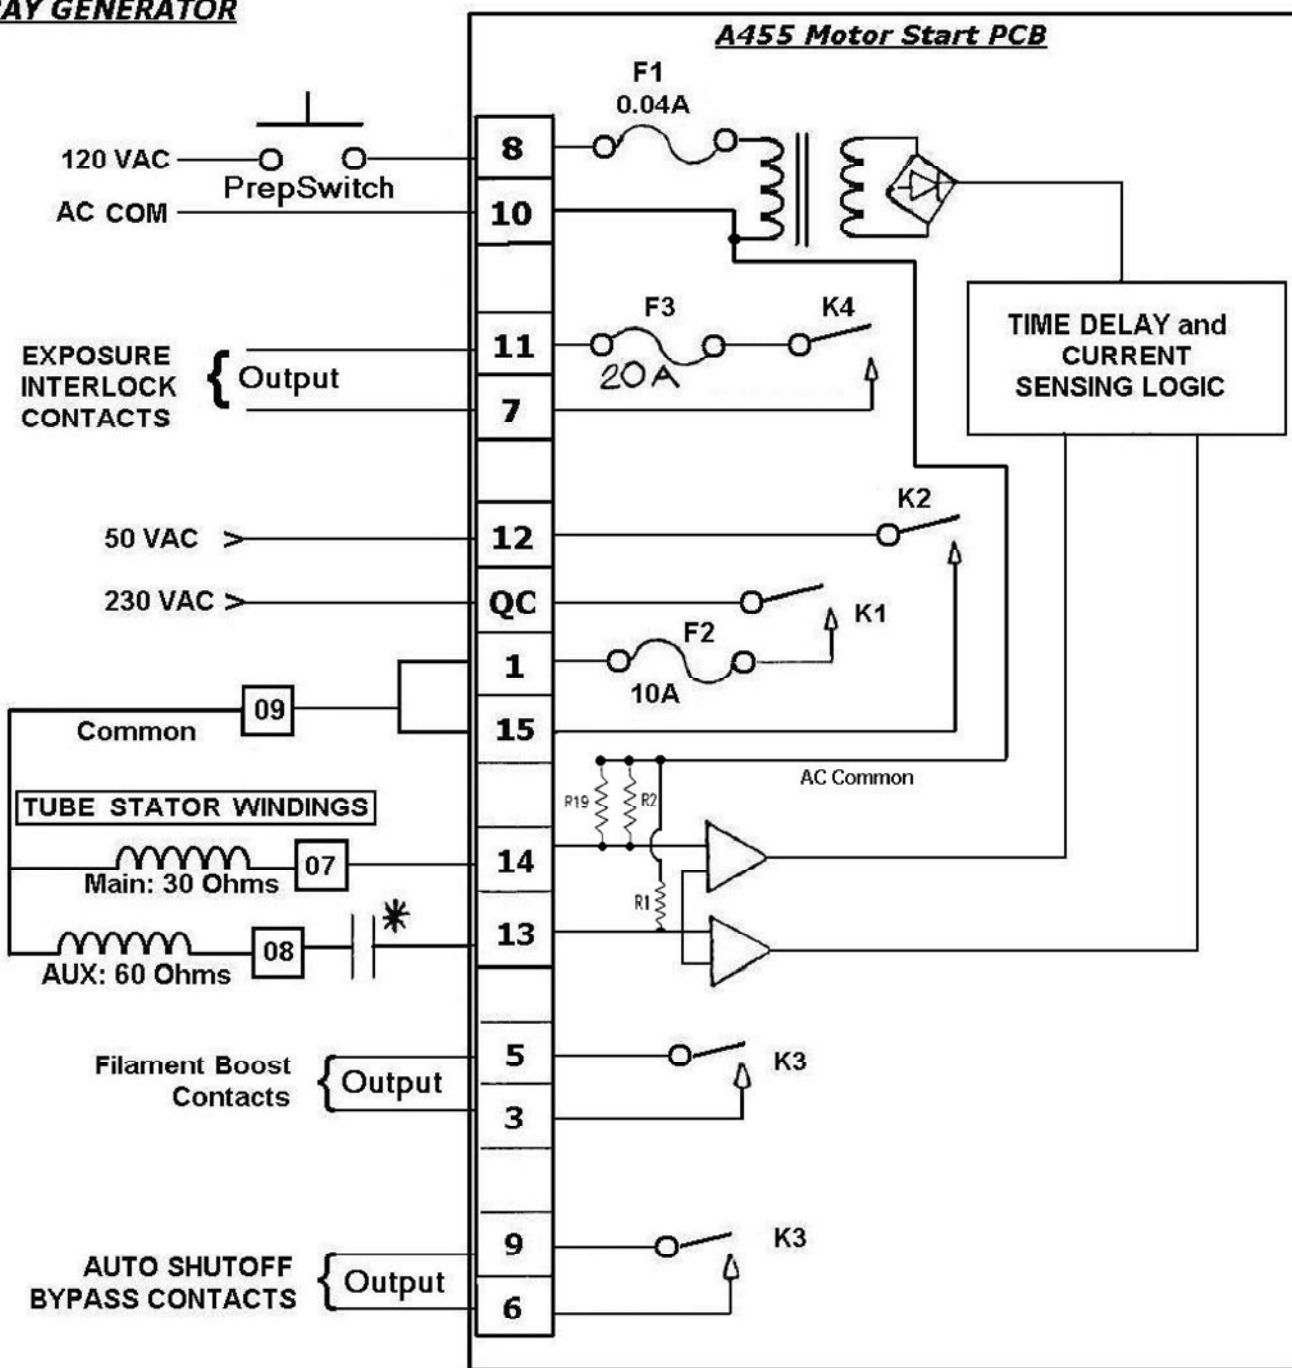 AY GENERATOR
A455 Motor Start PCB
F1
0.04A
120 VAC
PrepSwitch
8
AC COM
10
EXPOSURE
INTERLOCK
CONTACTS
{ Output
11
7
F3
20A
K4
TIME DELAY and
CURRENT
SENSING LOGIC
50 VAC >
12
K2
230 VAC >
QC
K1
1
F2
10A
09
Common
15
AC Common
TUBE STATOR WINDINGS
R19
R2
Main: 30 Ohms
07
14
R1
AUX: 60 Ohms
08
*
13
Filament Boost
Contacts
{ Output
5
3
K3
AUTO SHUTOFF
BYPASS CONTACTS
{ Output
9
6
K3